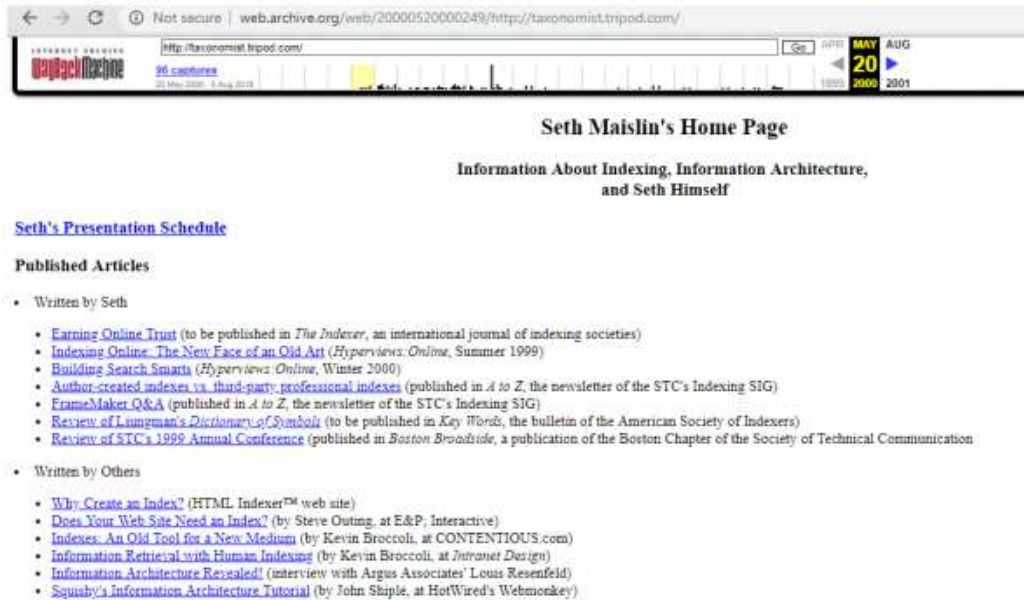 Not secure | web.archive.org/web/20000520000249/http://taxonomist.tripod.com/
INTERNET ARCHIVE
WayBackMachine
http://taxonomist.tripod.com/
Go
APR
MAY
AUG
96 captures
20
1999
2000
2001
Seth Maislin's Home Page
Information About Indexing, Information Architecture,
and Seth Himself
Seth's Presentation Schedule
Published Articles
• Written by Seth
• Earning Online Trust (to be published in The Indexer, an international journal of indexing societies)
• Indexing Online: The New Face of an Old Art (Hyperviews:Online, Summer 1999)
• Building Search Smarts (Hyperviews:Online, Winter 2000)
• Author-created indexes vs. third-party professional indexes (published in A to Z, the newsletter of the STC's Indexing SIG)
• FrameMaker Q&A (published in A to Z, the newsletter of the STC's Indexing SIG)
• Review of Liungman's Dictionary of Symbols (to be published in Key Words, the bulletin of the American Society of Indexers)
• Review of STC's 1999 Annual Conference (published in Boston Broadside, a publication of the Boston Chapter of the Society of Technical Communication
• Written by Others
• Why Create an Index? (HTML Indexer™ web site)
• Does Your Web Site Need an Index? (by Steve Outing, at E&P; Interactive)
• Indexes: An Old Tool for a New Medium (by Kevin Broccoli, at CONTENTIOUS.com)
• Information Retrieval with Human Indexing (by Kevin Broccoli, at Intranet Design)
• Information Architecture Revealed! (interview with Argus Associates' Louis Resenfeld)
• Squishy's Information Architecture Tutorial (by John Shiple, at HotWired's Webmonkey)